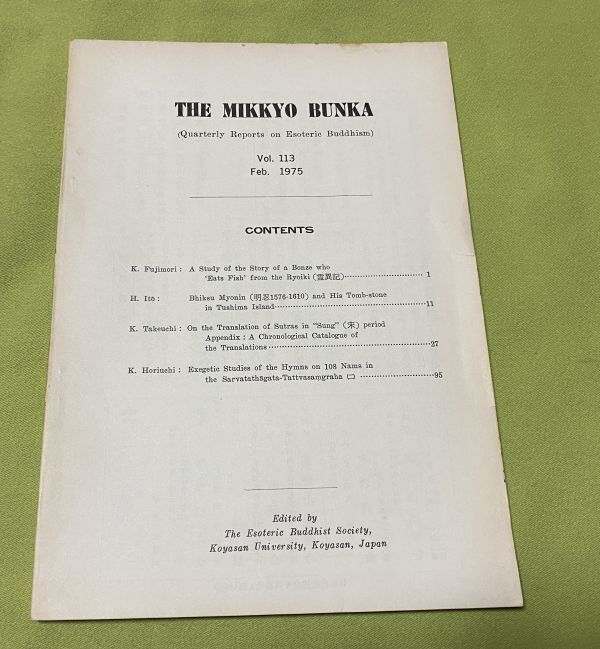 THE MIKKYO BUNKA
(Quarterly Reports on Esoteric Buddhism)
Vol. 113
Feb. 1975
CONTENTS
K. Fujimori: A Study of the Story of a Bonze who
'Eats Fish' from the Ryoiki (霊異記)………………………… 1
H. Ito: Bhiksu Myonin (明忍1576-1610) and His Tomb-stone
in Tushima Island……………………………………………11
K. Takeuchi: On the Translation of Sutras in "Sung" (宋) period
Appendix: A Chronological Catalogue of
the Translations………………………………………………27
K. Horiuchi: Exegetic Studies of the Hymns on 108 Nama in
the Sarvatathāgata-Tattvasaṃgraha ㈡ ………………………95
Edited by
The Esoteric Buddhist Society,
Koyasan University, Koyasan, Japan